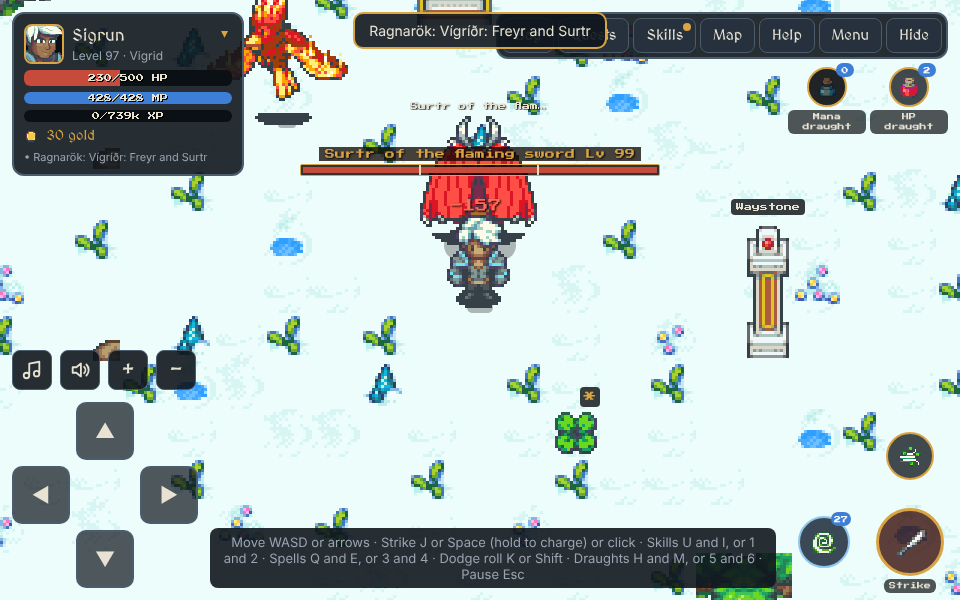 Sigrun
Level 97 · Vigrid
230/500 HP
428/428 MP
0/739k XP
30 gold
• Ragnarök: Vígríðr: Freyr and Surtr
Ragnarök: Vígríðr: Freyr and Surtr
Skills
Map
Help
Menu
Hide
0
2
Mana draught
HP draught
Surtr of the flam…
Surtr of the flaming sword Lv 99
-157
Waystone
Move WASD or arrows · Strike J or Space (hold to charge) or click · Skills U and I, or 1
and 2 · Spells Q and E, or 3 and 4 · Dodge roll K or Shift · Draughts H and M, or 5 and 6 ·
Pause Esc
27
Strike